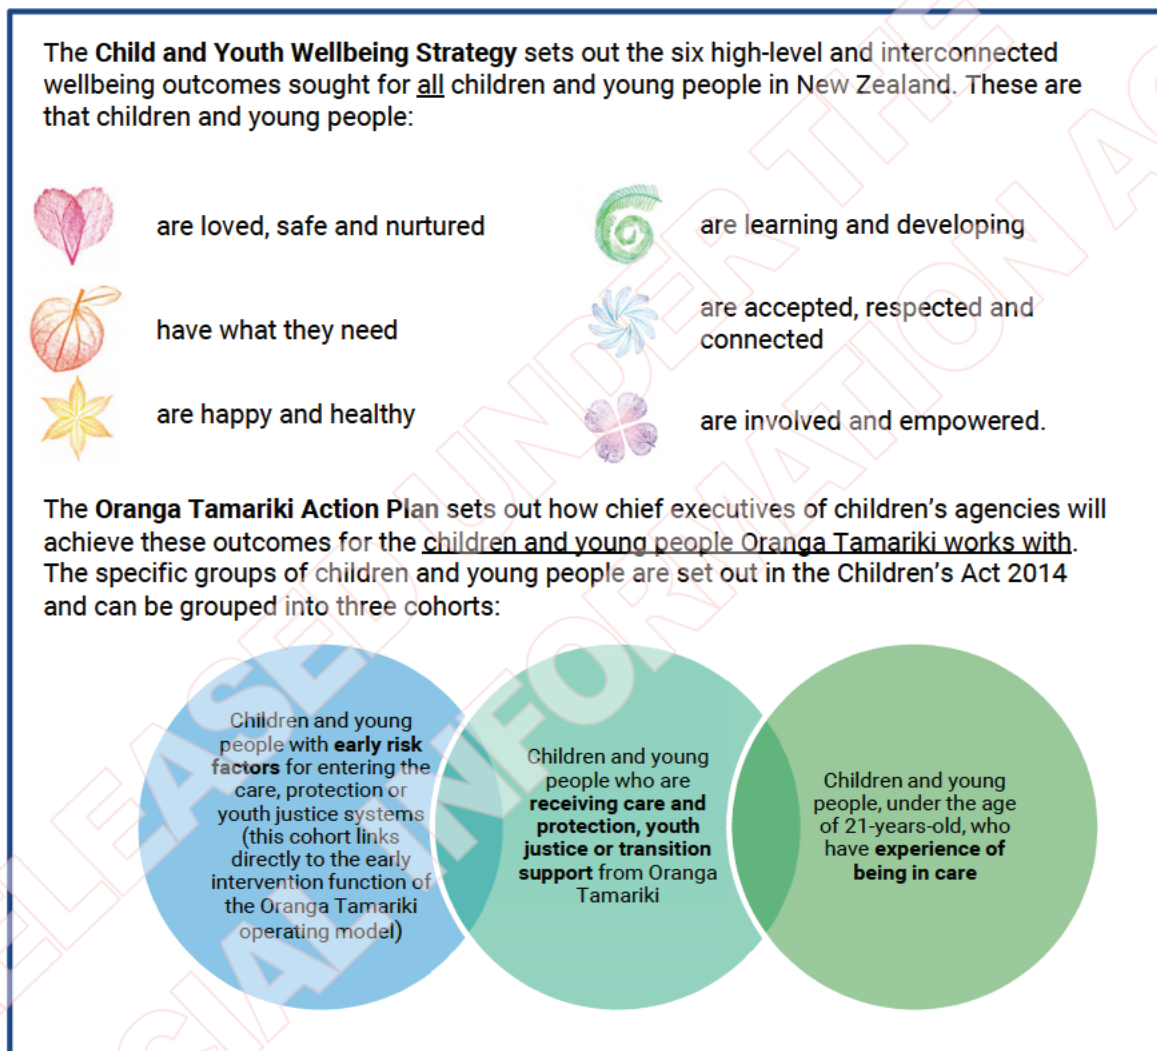 The Child and Youth Wellbeing Strategy sets out the six high-level and interconnected
wellbeing outcomes sought for all children and young people in New Zealand. These are
that children and young people:
are loved, safe and nurtured
are learning and developing
have what they need
are accepted, respected and
connected
are happy and healthy
are involved and empowered.
The Oranga Tamariki Action Plan sets out how chief executives of children's agencies will
achieve these outcomes for the children and young people Oranga Tamariki works with.
The specific groups of children and young people are set out in the Children's Act 2014
and can be grouped into three cohorts:
Children and young
people with early risk
factors for entering the
care, protection or
youth justice systems
(this cohort links
directly to the early
intervention function of
the Oranga Tamariki
operating model)
Children and young
people who are
receiving care and
protection, youth
justice or transition
support from Oranga
Tamariki
Children and young
people, under the age
of 21-years-old, who
have experience of
being in care
ELEASED UNDER THE
CIAL INFORMATION AC